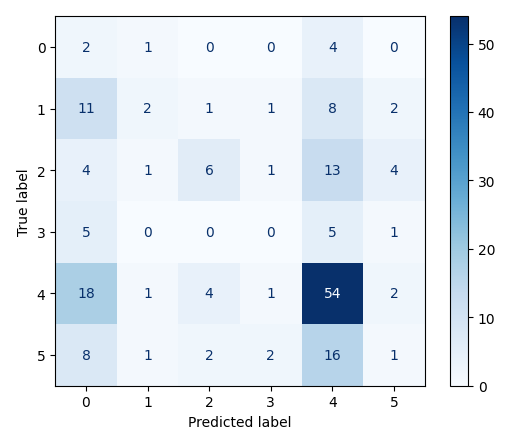 0 2 1 0 0 4 0
1 11 2 1 1 8 2
2 4 1 6 1 13 4
3 5 0 0 0 5 1
4 18 1 4 1 54 2
5 8 1 2 2 16 1
0 1 2 3 4 5
Predicted label
True label
50
40
30
20
10
0